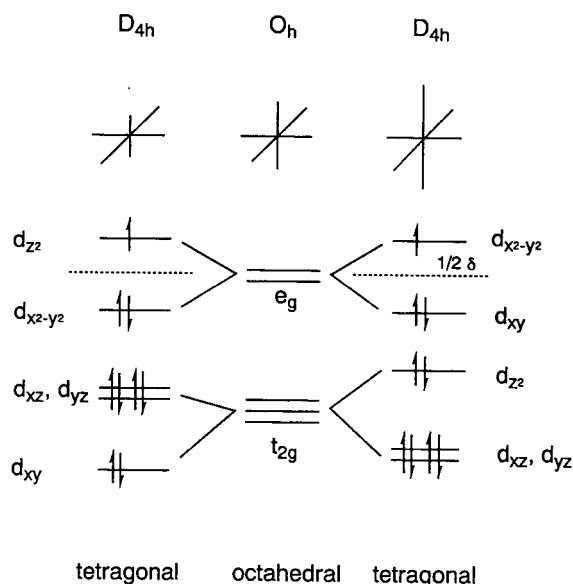 D4h Oh D4h
dz² dx²-y²
1/2 δ
dx²-y² eg dxy
dxz, dyz dz²
t2g
dxy dxz, dyz
tetragonal octahedral tetragonal